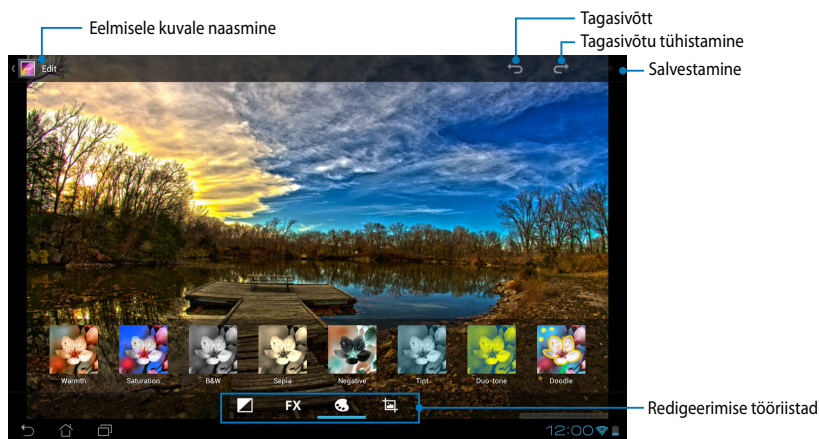 Tagasivõtt
Eelmisele kuvale naasmine
Tagasivõtu tühistamine
Edit
Salvestamine
Warmth
Saturation
B&W
Sepia
Negative
Tint
Duo-tone
Doodle
FX
Redigeerimise tööriistad
12:00